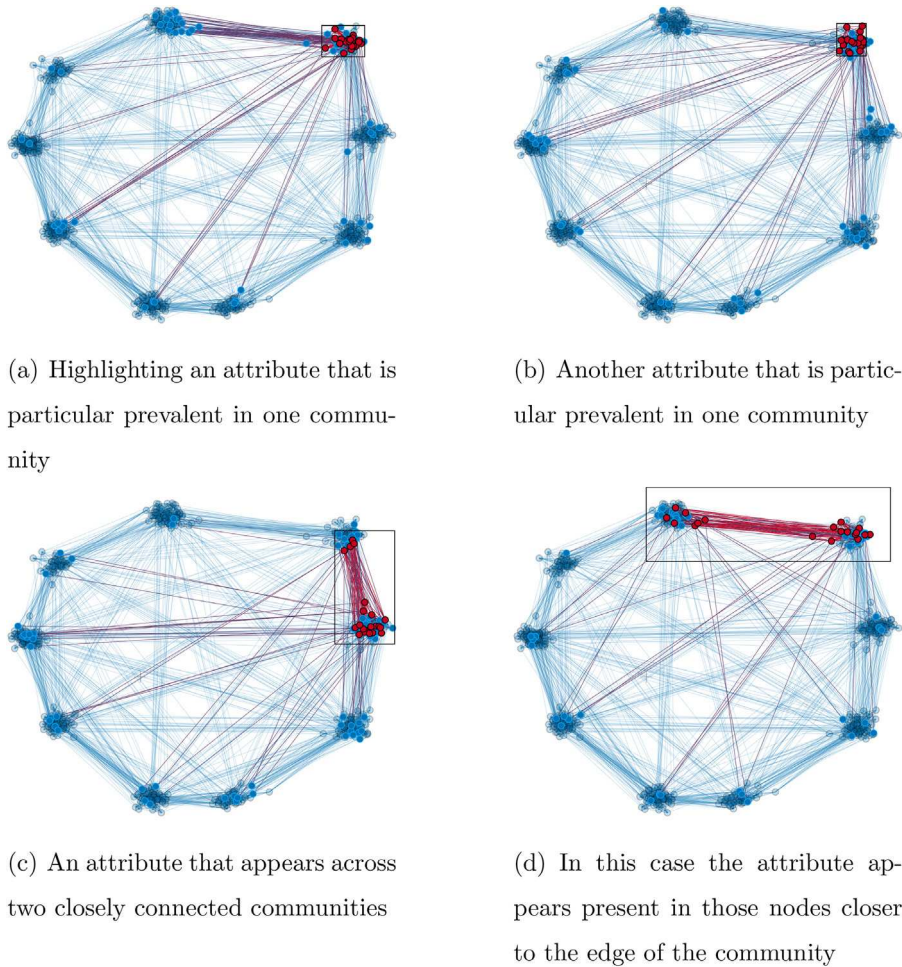 (a) Highlighting an attribute that is
particular prevalent in one commu-
nity
(b) Another attribute that is partic-
ular prevalent in one community
(c) An attribute that appears across
two closely connected communities
(d) In this case the attribute ap-
pears present in those nodes closer
to the edge of the community